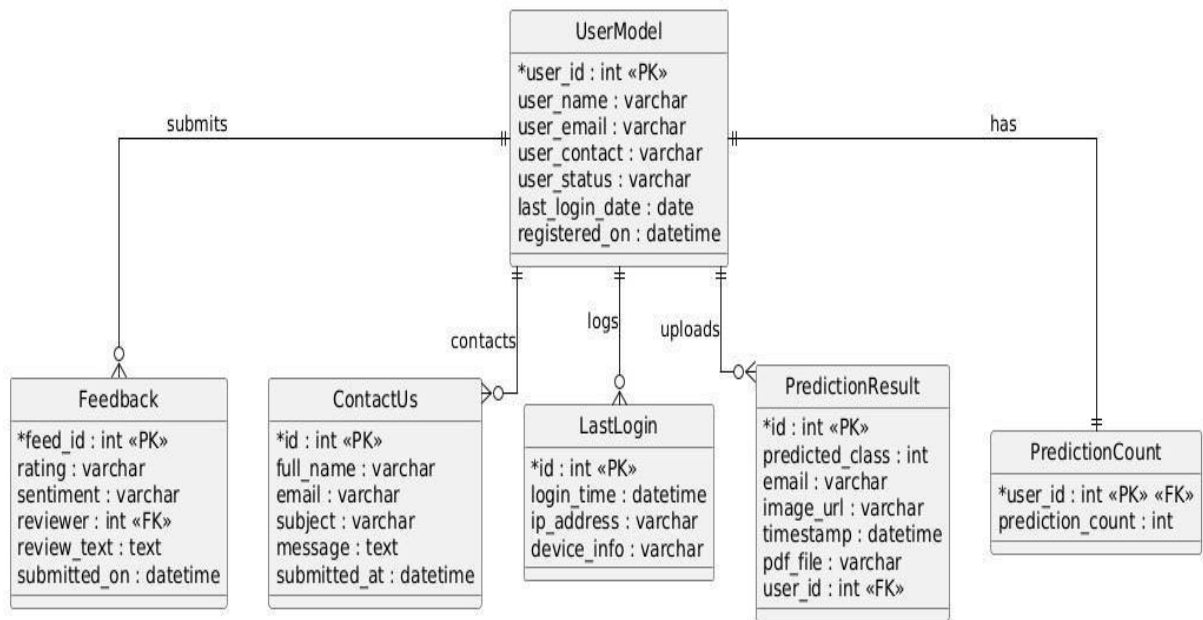 UserModel
*user_id : int «PK»
user_name : varchar
user_email : varchar
user_contact : varchar
user_status : varchar
last_login_date : date
registered_on : datetime
submits
has
contacts
logs
uploads
Feedback
*feed_id : int «PK»
rating : varchar
sentiment : varchar
reviewer : int «FK»
review_text : text
submitted_on : datetime
ContactUs
*id : int «PK»
full_name : varchar
email : varchar
subject : varchar
message : text
submitted_at : datetime
LastLogin
*id : int «PK»
login_time : datetime
ip_address : varchar
device_info : varchar
PredictionResult
*id : int «PK»
predicted_class : int
email : varchar
image_url : varchar
timestamp : datetime
pdf_file : varchar
user_id : int «FK»
PredictionCount
*user_id : int «PK» «FK»
prediction_count : int